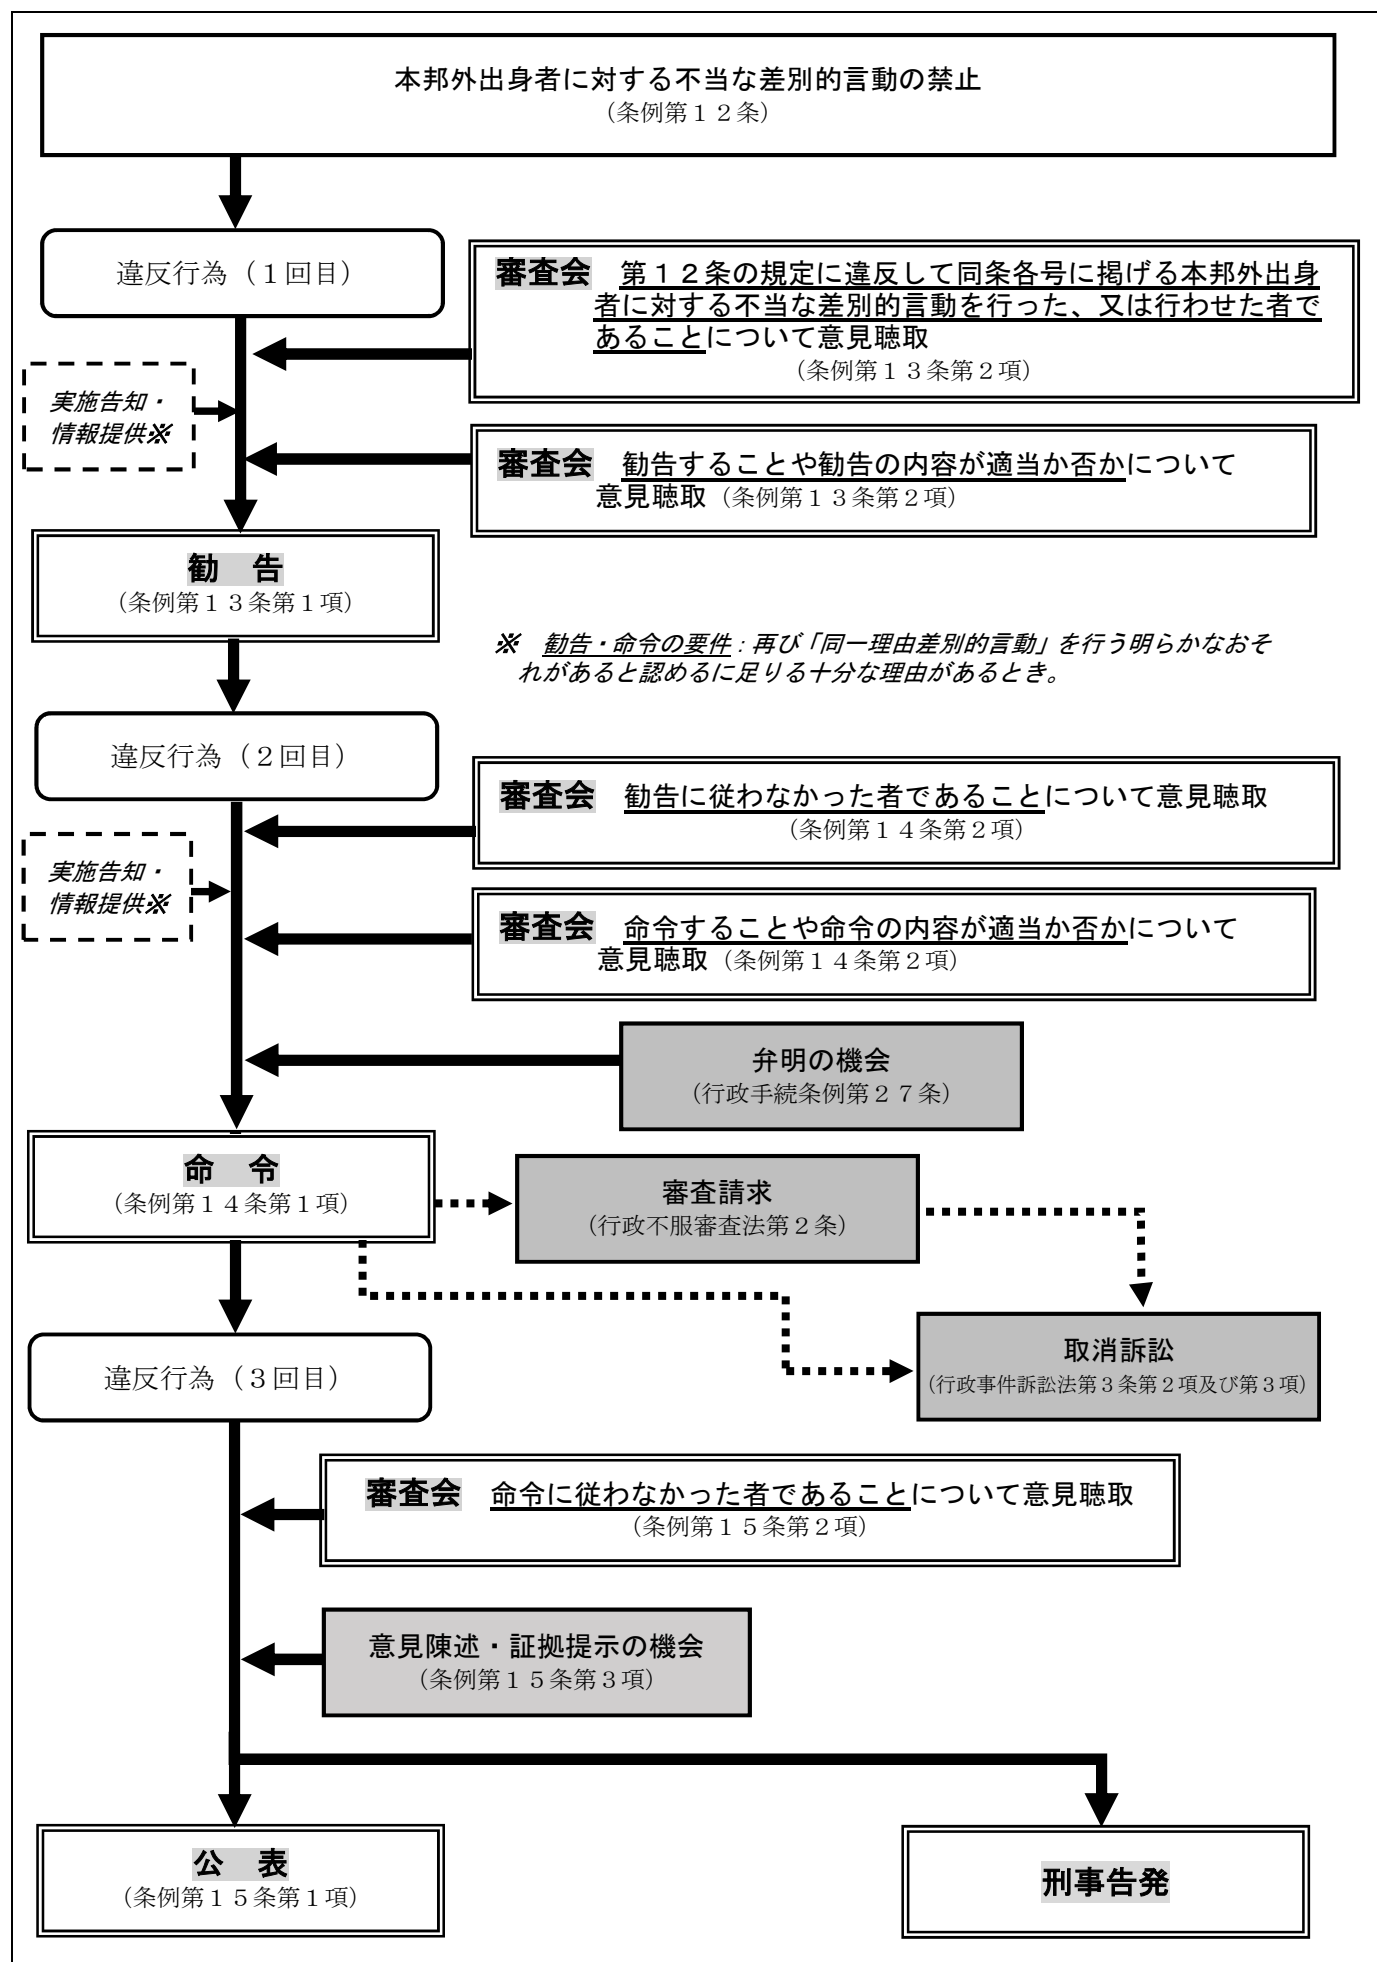 本邦外出身者に対する不当な差別的言動の禁止
（条例第１２条）
違反行為（１回目）
審査会　第１２条の規定に違反して同条各号に掲げる本邦外出身
者に対する不当な差別的言動を行った、又は行わせた者で
あることについて意見聴取
（条例第１３条第２項）
実施告知・
情報提供※
審査会　勧告することや勧告の内容が適当か否かについて
意見聴取（条例第１３条第２項）
勧　告
（条例第１３条第１項）
※　勧告・命令の要件：再び「同一理由差別的言動」を行う明らかなおそ
れがあると認めるに足りる十分な理由があるとき。
違反行為（２回目）
審査会　勧告に従わなかった者であることについて意見聴取
（条例第１４条第２項）
実施告知・
情報提供※
審査会　命令することや命令の内容が適当か否かについて
意見聴取（条例第１４条第２項）
弁明の機会
（行政手続条例第２７条）
命　令
（条例第１４条第１項）
審査請求
（行政不服審査法第２条）
取消訴訟
（行政事件訴訟法第３条第２項及び第３項）
違反行為（３回目）
審査会　命令に従わなかった者であることについて意見聴取
（条例第１５条第２項）
意見陳述・証拠提示の機会
（条例第１５条第３項）
公　表
（条例第１５条第１項）
刑事告発